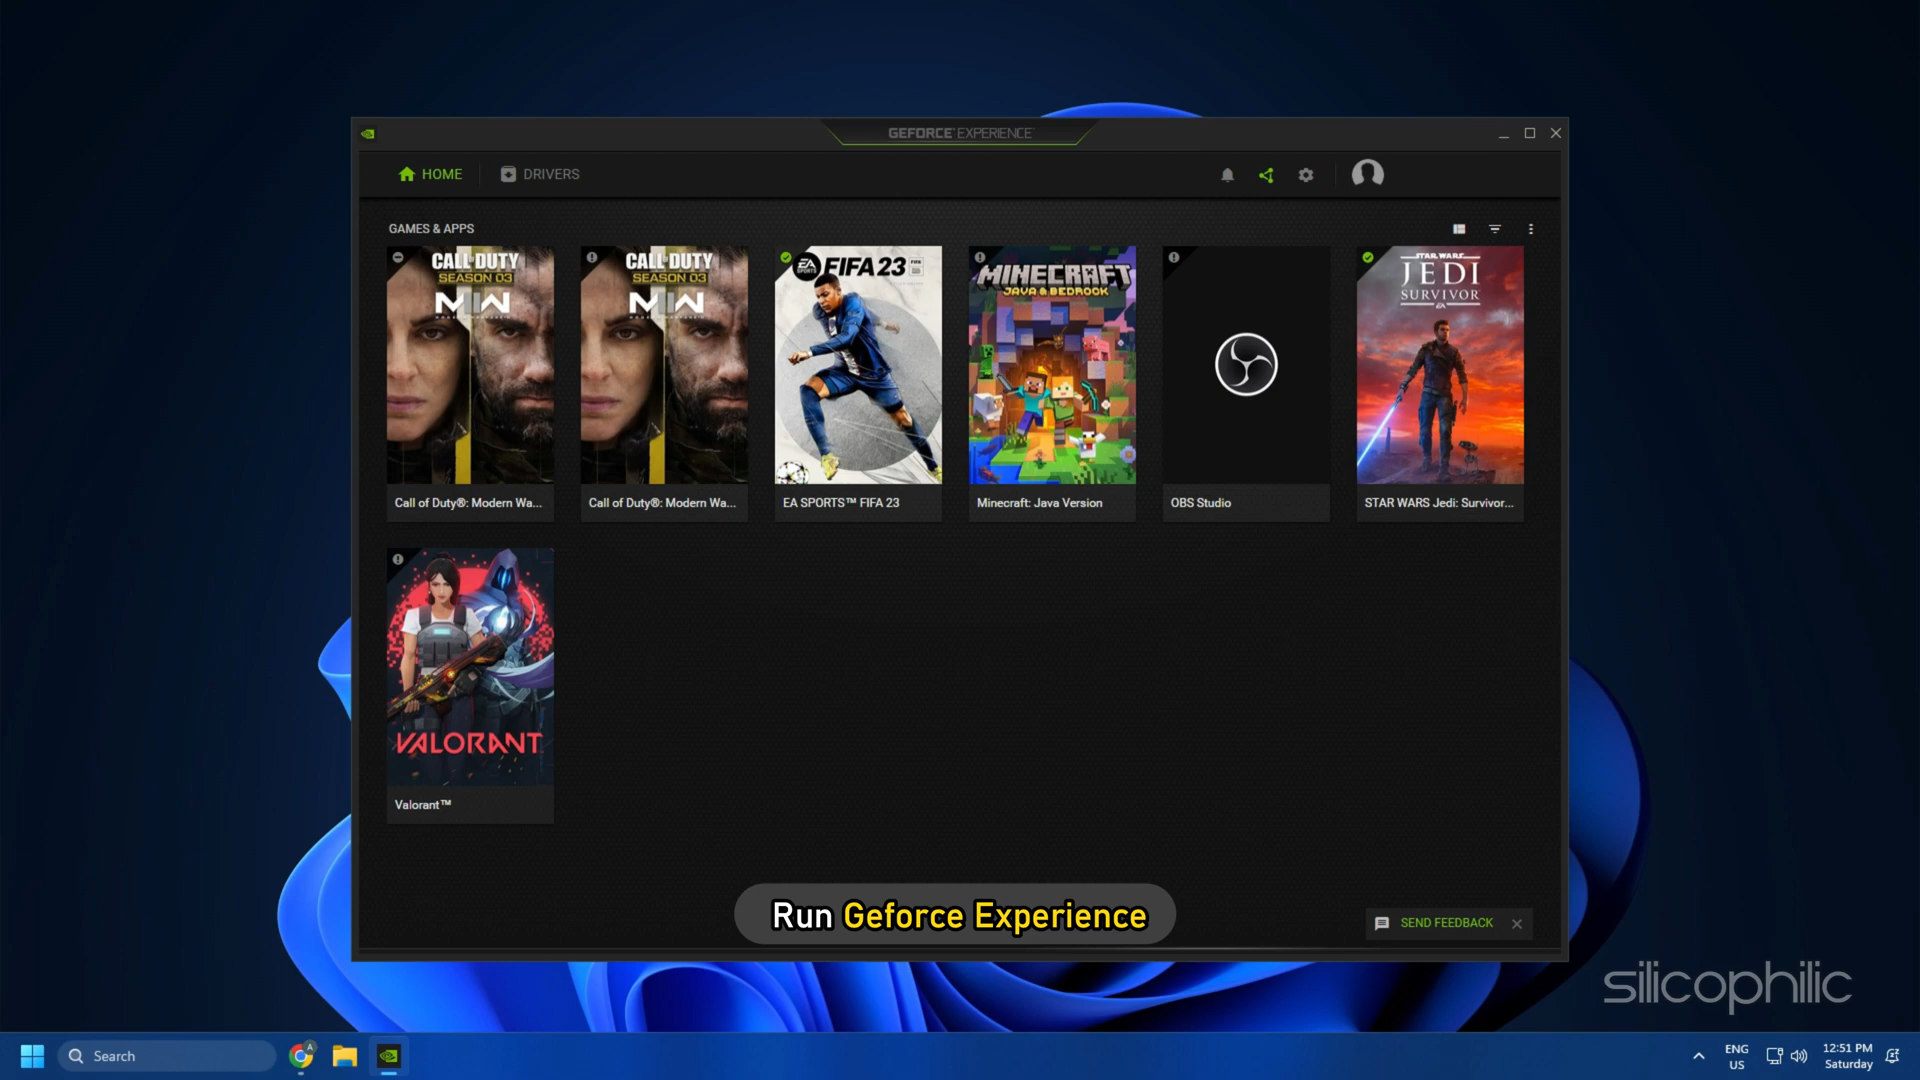 GEFORCE EXPERIENCE
HOME
DRIVERS
GAMES & APPS
CALL OF DUTY
SEASON 03
MW
CALL OF DUTY
SEASON 03
MW
EA SPORTS
FIFA 23
FIFA
MINECRAFT
JAVA & BEDROCK
STAR WARS
JEDI
SURVIVOR
EA
Call of Duty®: Modern Wa...
Call of Duty®: Modern Wa...
EA SPORTS™ FIFA 23
Minecraft: Java Version
OBS Studio
STAR WARS Jedi: Survivor...
VALORANT
Valorant™
Run Geforce Experience
SEND FEEDBACK
silicophilic
Search
A
ENG
US
12:51 PM
Saturday